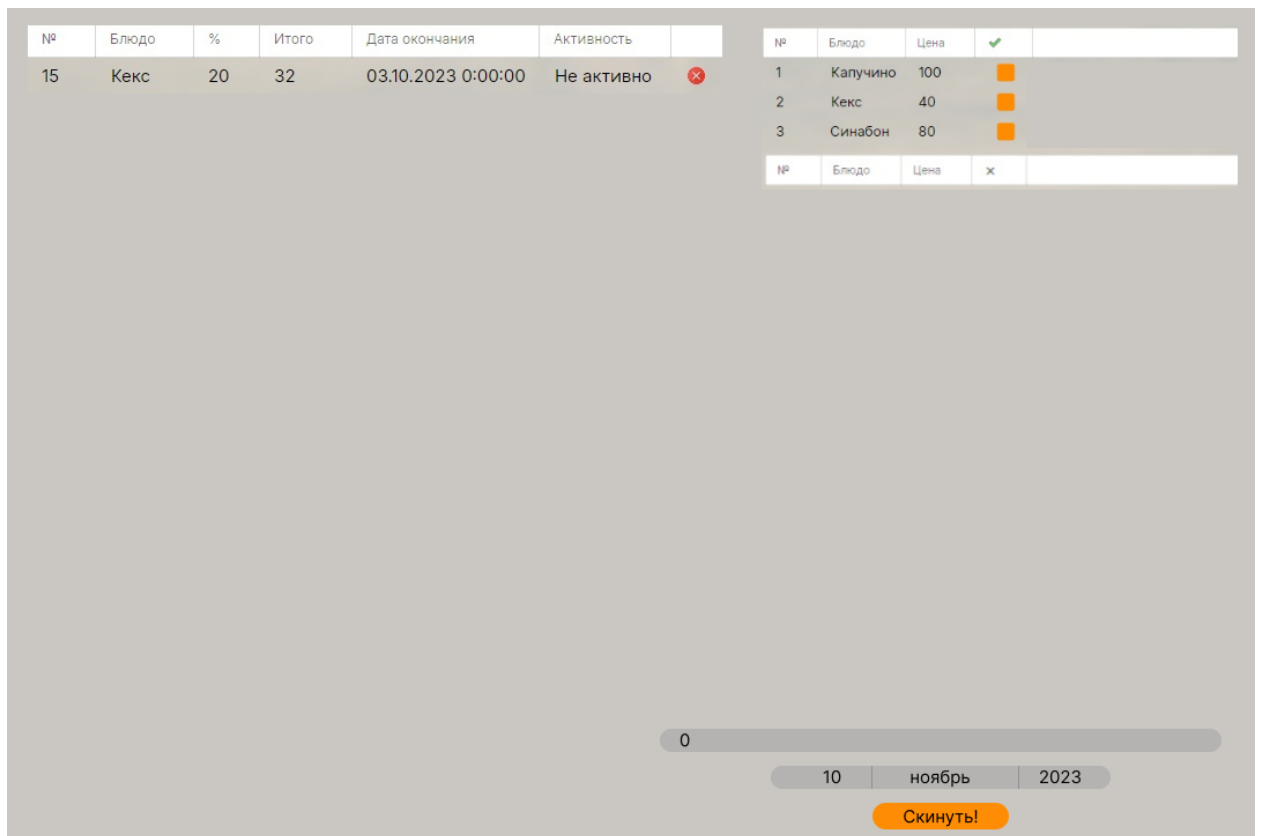 № Блюдо % Итого Дата окончания Активность
15 Кекс 20 32 03.10.2023 0:00:00 Не активно
№ Блюдо Цена
1 Капучино 100
2 Кекс 40
3 Синабон 80
№ Блюдо Цена
0
10 ноябрь 2023
Скинуть!